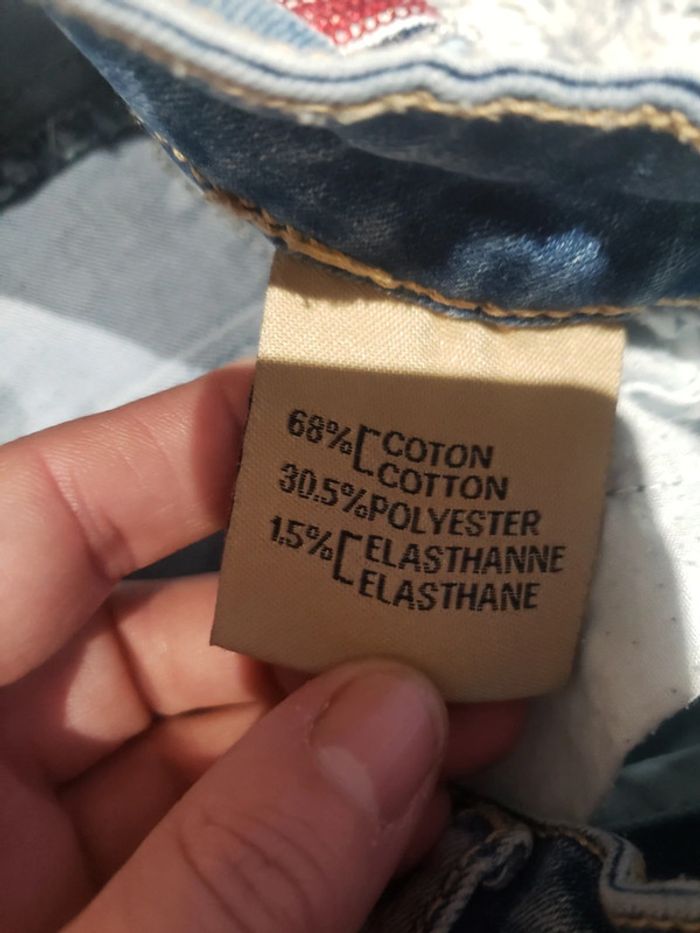 68% COTON
COTTON
30.5% POLYESTER
1.5% ELASTHANNE
ELASTHANE